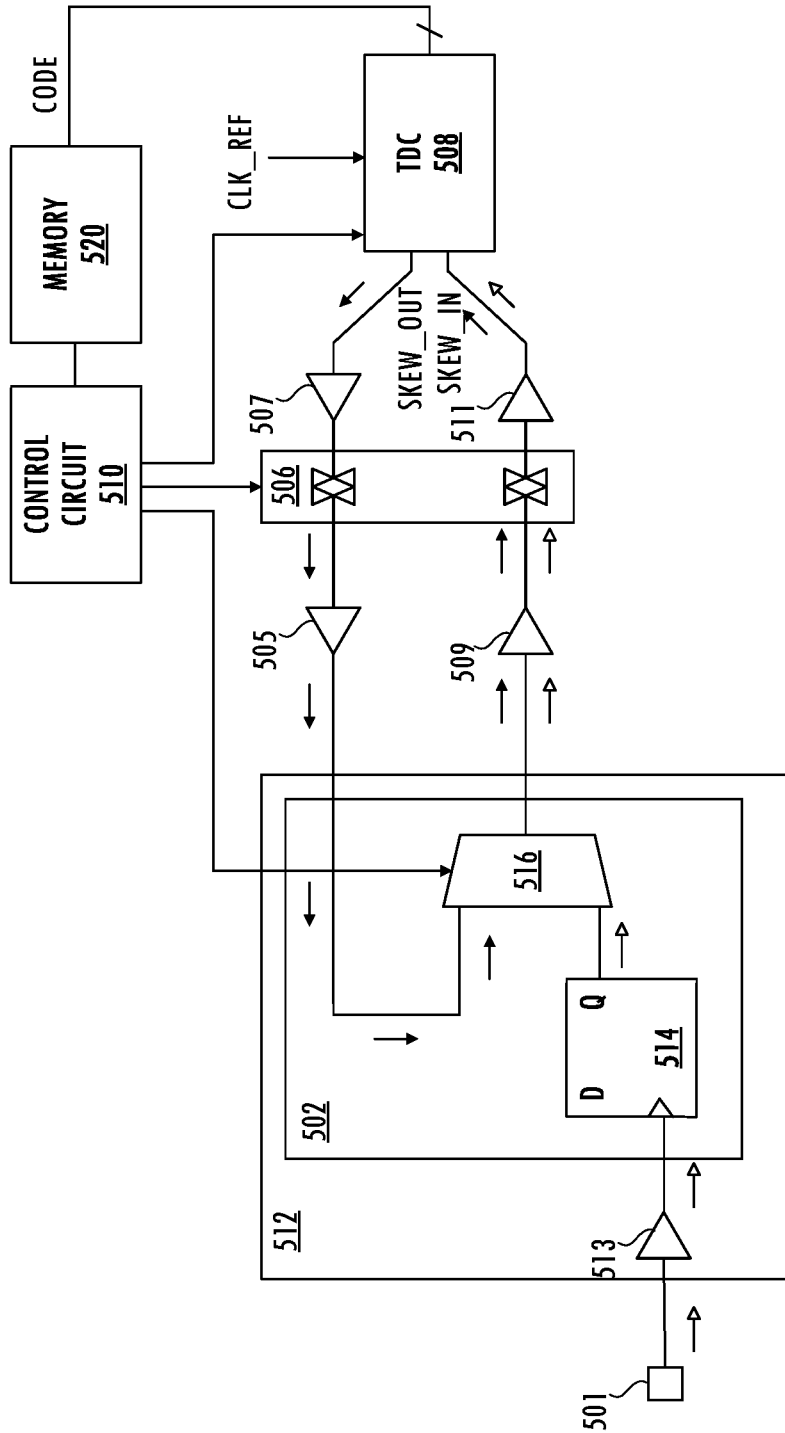 CONTROL
CIRCUIT
510
MEMORY
520
CODE
CLK_REF
TDC
508
SKEW_OUT
SKEW_IN
507
506
511
505
509
516
D Q
514
502
512
513
501